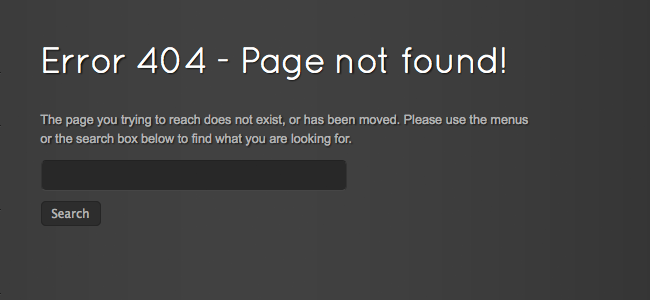 Error 404 - Page not found!
The page you trying to reach does not exist, or has been moved. Please use the menus
or the search box below to find what you are looking for.
Search